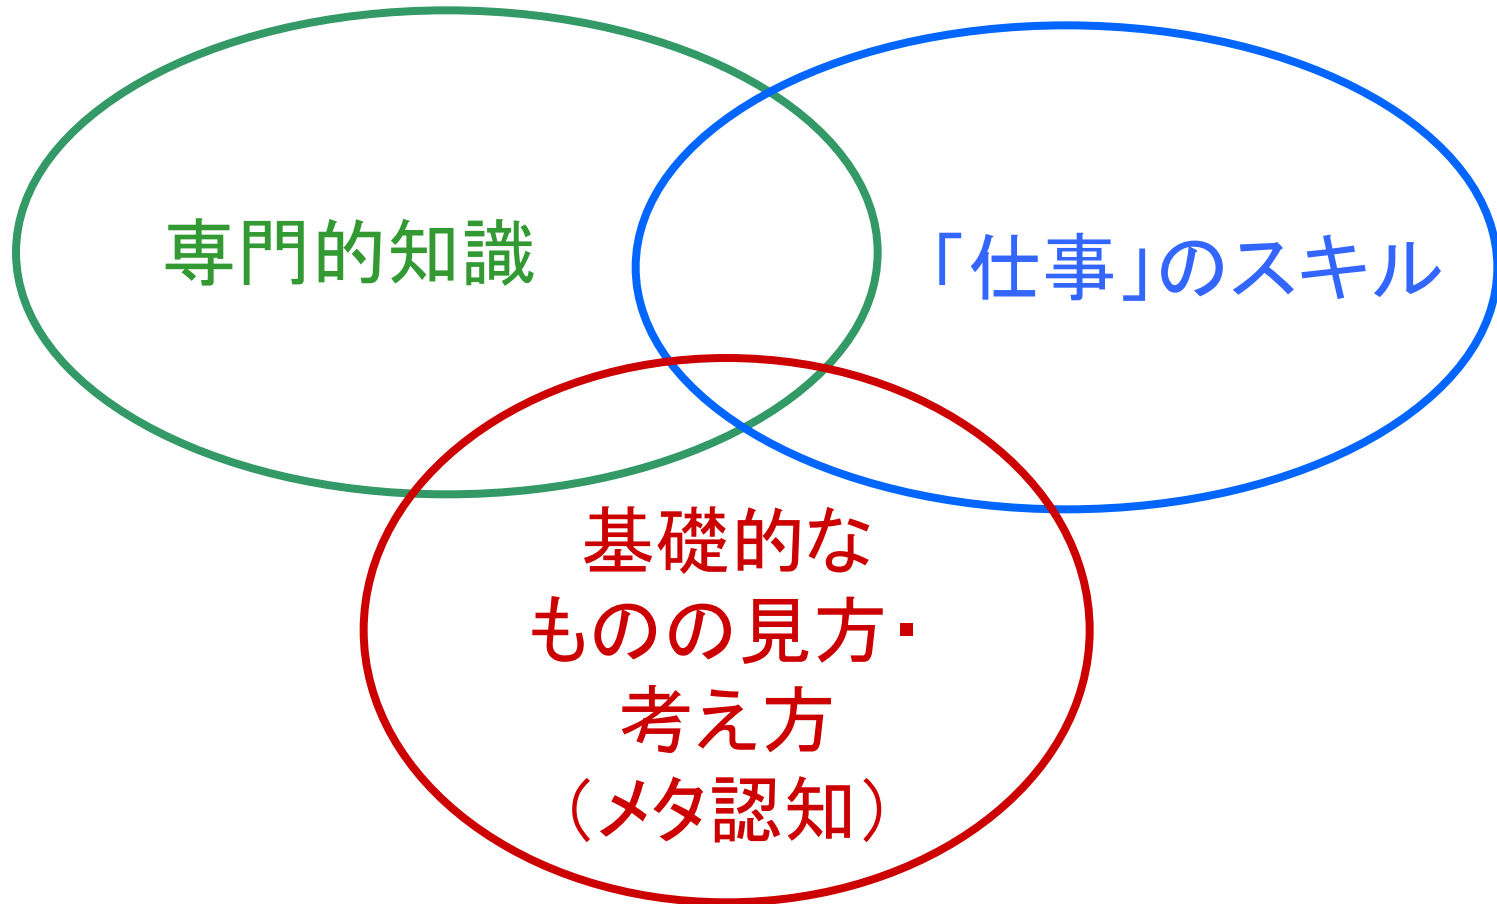 専門的知識
「仕事」のスキル
基礎的な
ものの見方・
考え方
（メタ認知）